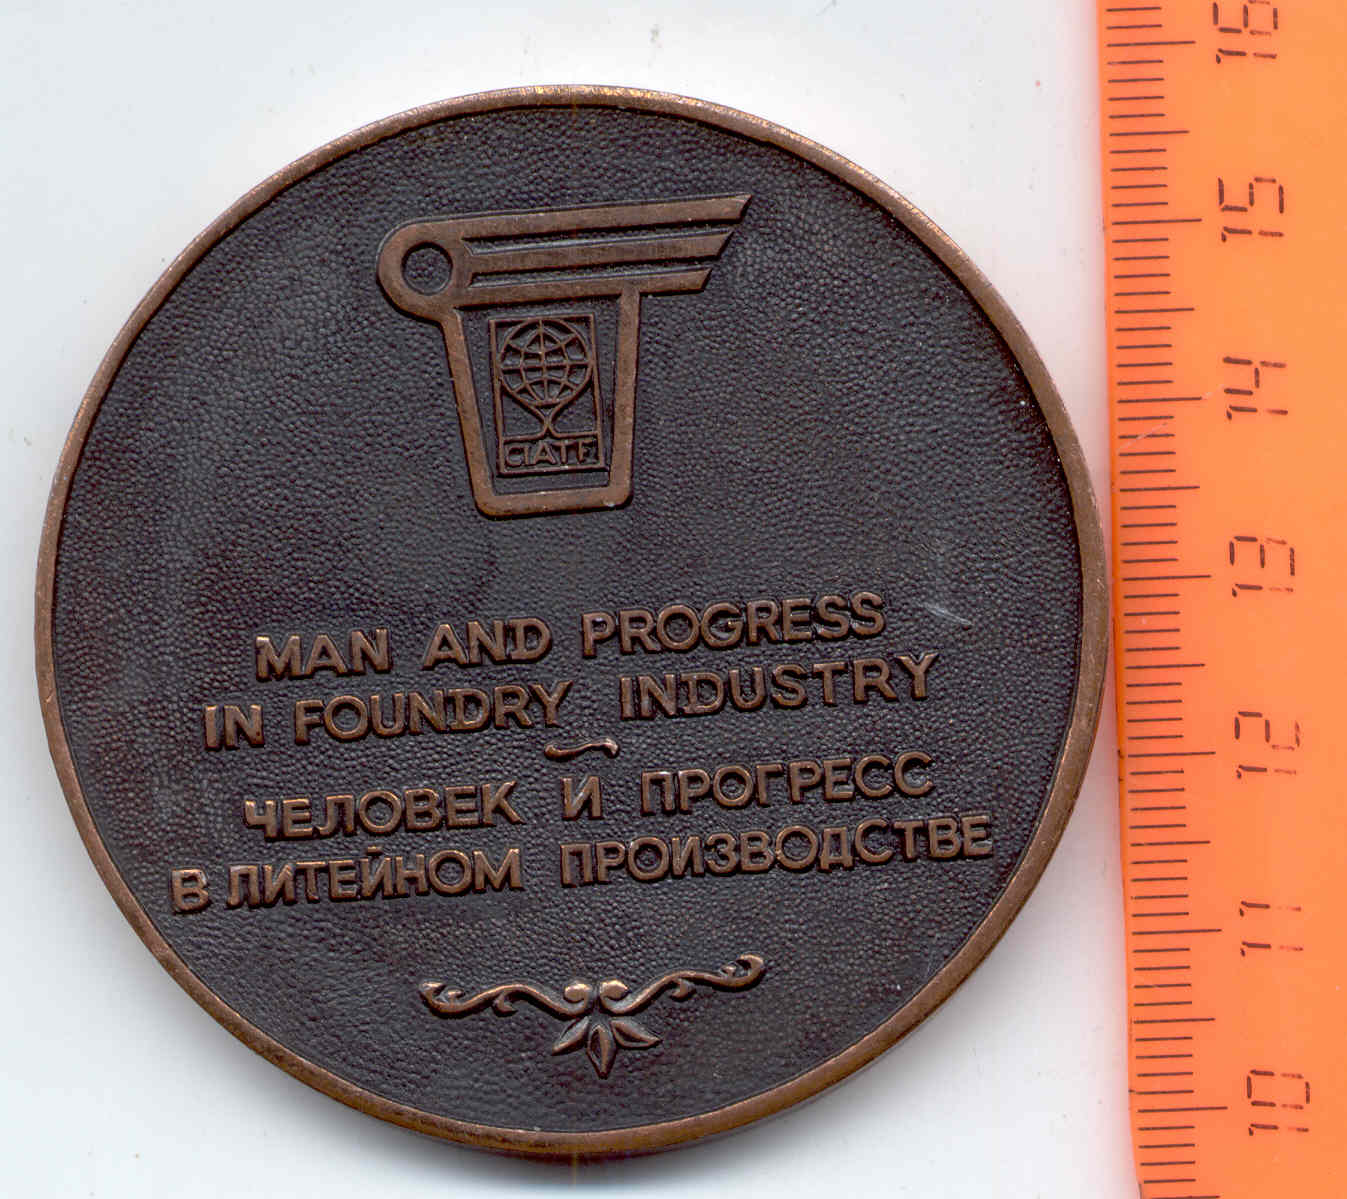 CIATF
MAN AND PROGRESS
IN FOUNDRY INDUSTRY
ЧЕЛОВЕК И ПРОГРЕСС
В ЛИТЕЙНОМ ПРОИЗВОДСТВЕ
16
15
14
13
12
11
10